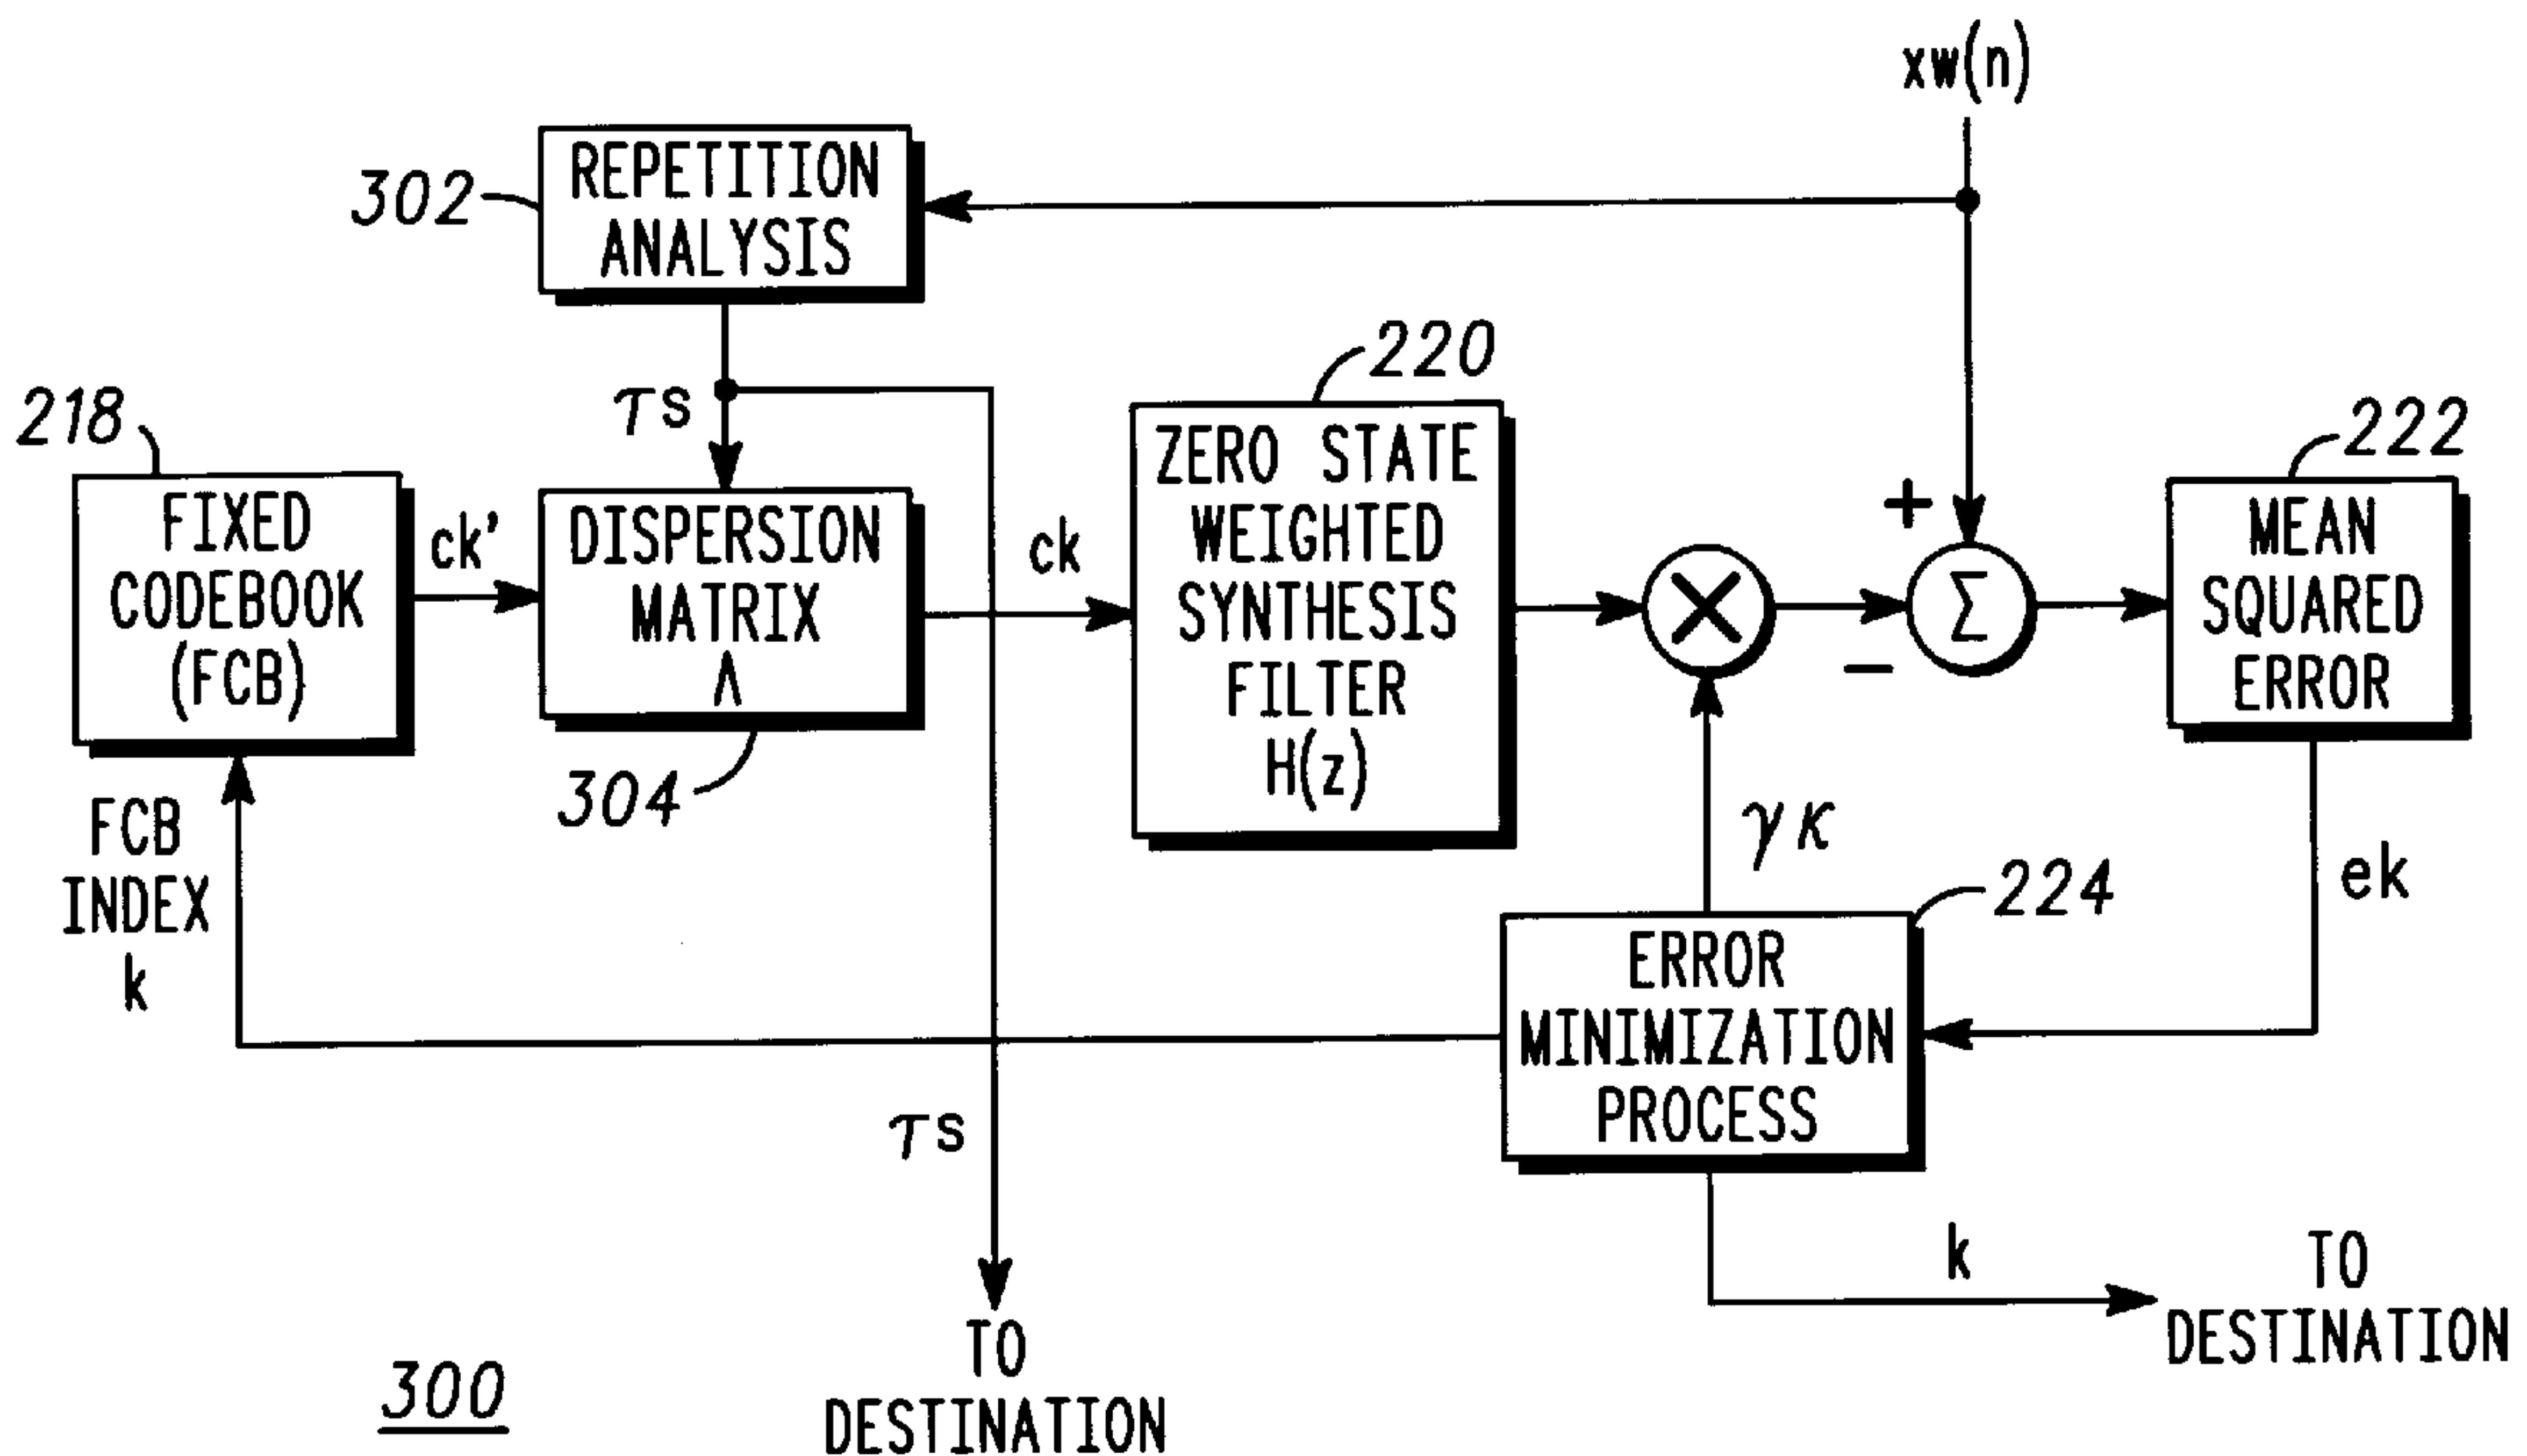 xw(n)
REPETITION
ANALYSIS
302
τs
218
FIXED
CODEBOOK
(FCB)
ck'
DISPERSION
MATRIX
Λ
304
ck
220
ZERO STATE
WEIGHTED
SYNTHESIS
FILTER
H(z)
+
Σ
−
222
MEAN
SQUARED
ERROR
γκ
ek
224
ERROR
MINIMIZATION
PROCESS
FCB
INDEX
k
τs
TO
DESTINATION
k
TO
DESTINATION
300